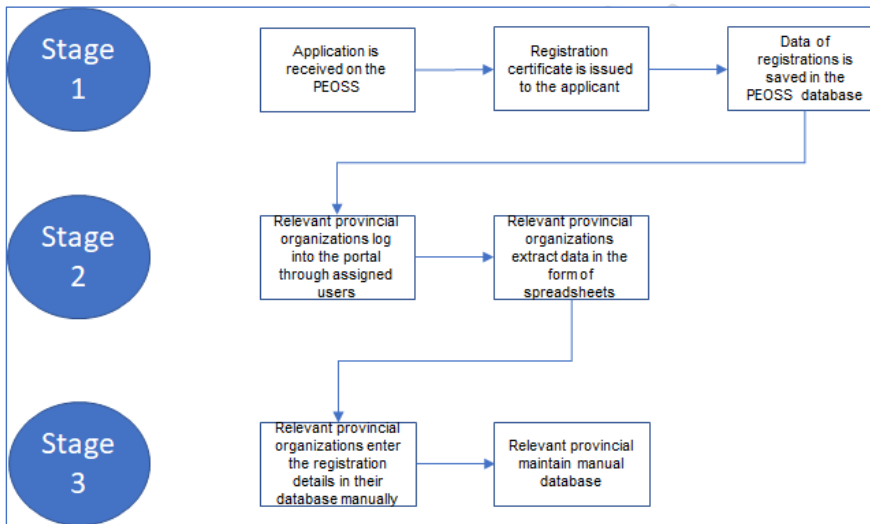 Stage
1
Application is
received on the
PEOSS
Registration
certificate is issued
to the applicant
Data of
registrations is
saved in the
PEOSS database
Stage
2
Relevant provincial
organizations log
into the portal
through assigned
users
Relevant provincial
organizations
extract data in the
form of
spreadsheets
Stage
3
Relevant provincial
organizations enter
the registration
details in their
database manually
Relevant provincial
maintain manual
database